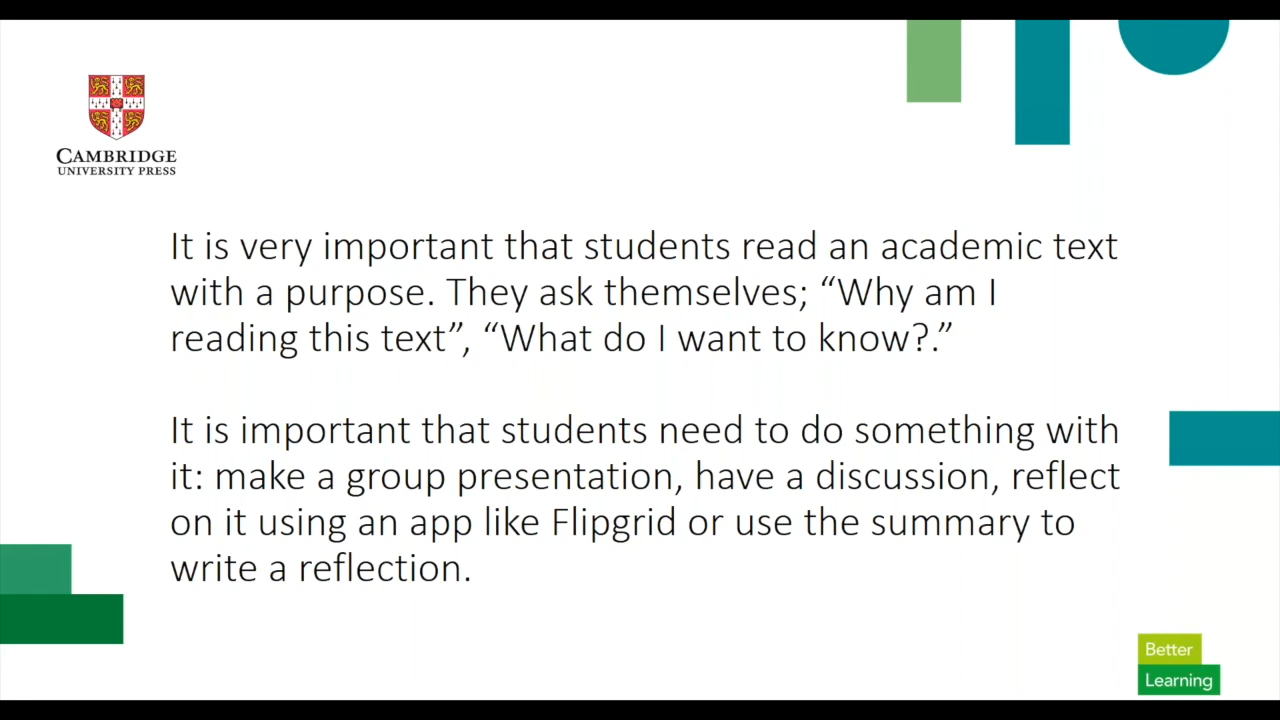 CAMBRIDGE
UNIVERSITY PRESS
It is very important that students read an academic text
with a purpose. They ask themselves; “Why am I
reading this text”, “What do I want to know?.”
It is important that students need to do something with
it: make a group presentation, have a discussion, reflect
on it using an app like Flipgrid or use the summary to
write a reflection.
Better
Learning